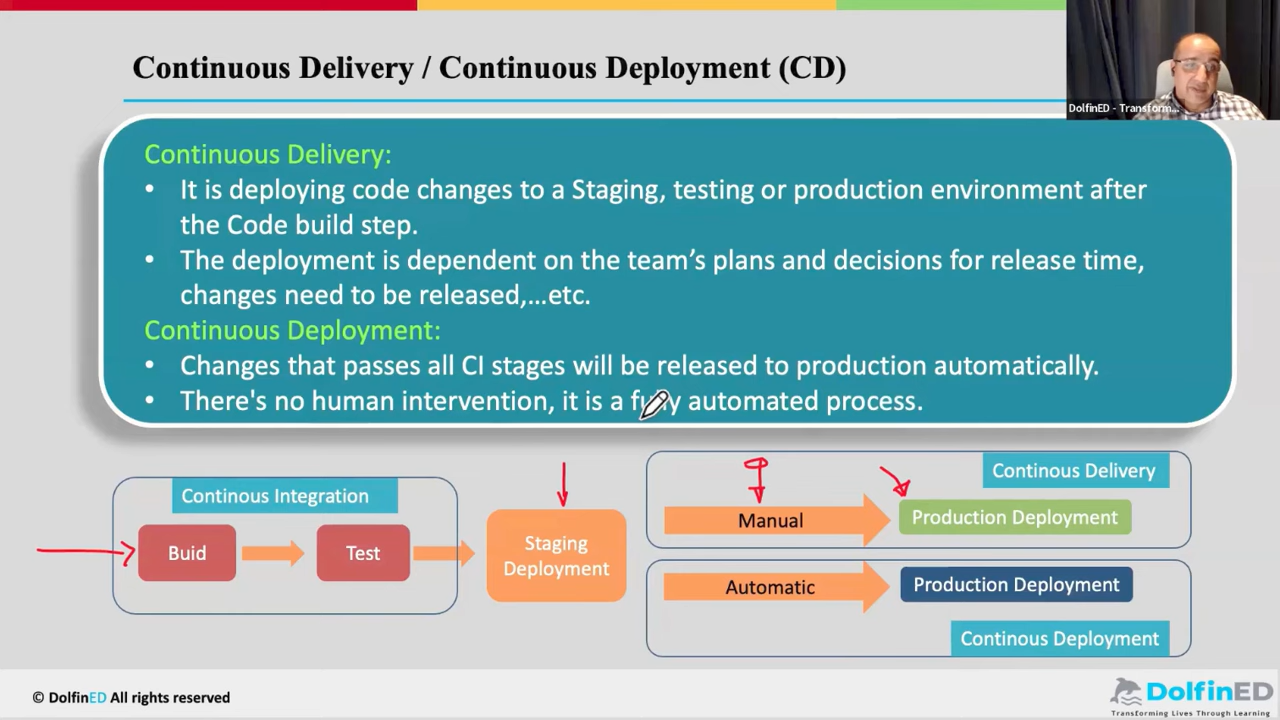 Continuous Delivery / Continuous Deployment (CD)
DolfinED - Transform...
Continuous Delivery:
• It is deploying code changes to a Staging, testing or production environment after
the Code build step.
• The deployment is dependent on the team’s plans and decisions for release time,
changes need to be released,...etc.
Continuous Deployment:
• Changes that passes all CI stages will be released to production automatically.
• There's no human intervention, it is a fully automated process.
Continous Integration
Buid
Test
Staging
Deployment
Continous Delivery
Manual
Production Deployment
Automatic
Production Deployment
Continous Deployment
© DolfinED All rights reserved
DolfinED
Transforming Lives Through Learning